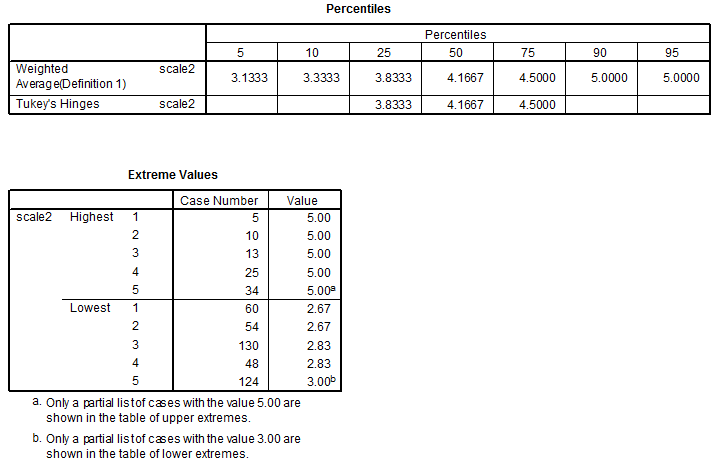 Percentiles
Percentiles
5 10 25 50 75 90 95
Weighted Average(Definition 1) scale2 3.1333 3.3333 3.8333 4.1667 4.5000 5.0000 5.0000
Tukey's Hinges scale2 3.8333 4.1667 4.5000
Extreme Values
Case Number Value
scale2 Highest 1 5 5.00
2 10 5.00
3 13 5.00
4 25 5.00
5 34 5.00a
Lowest 1 60 2.67
2 54 2.67
3 130 2.83
4 48 2.83
5 124 3.00b
a. Only a partial list of cases with the value 5.00 are
shown in the table of upper extremes.
b. Only a partial list of cases with the value 3.00 are
shown in the table of lower extremes.